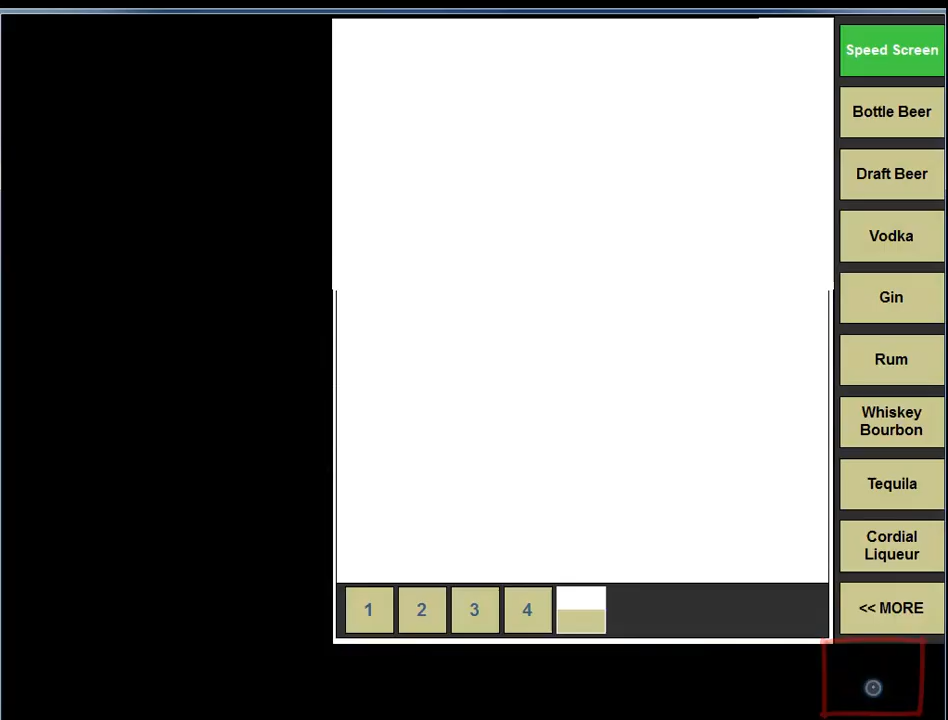 Speed Screen
Bottle Beer
Draft Beer
Vodka
Gin
Rum
Whiskey
Bourbon
Tequila
Cordial
Liqueur
<< MORE
1 2 3 4